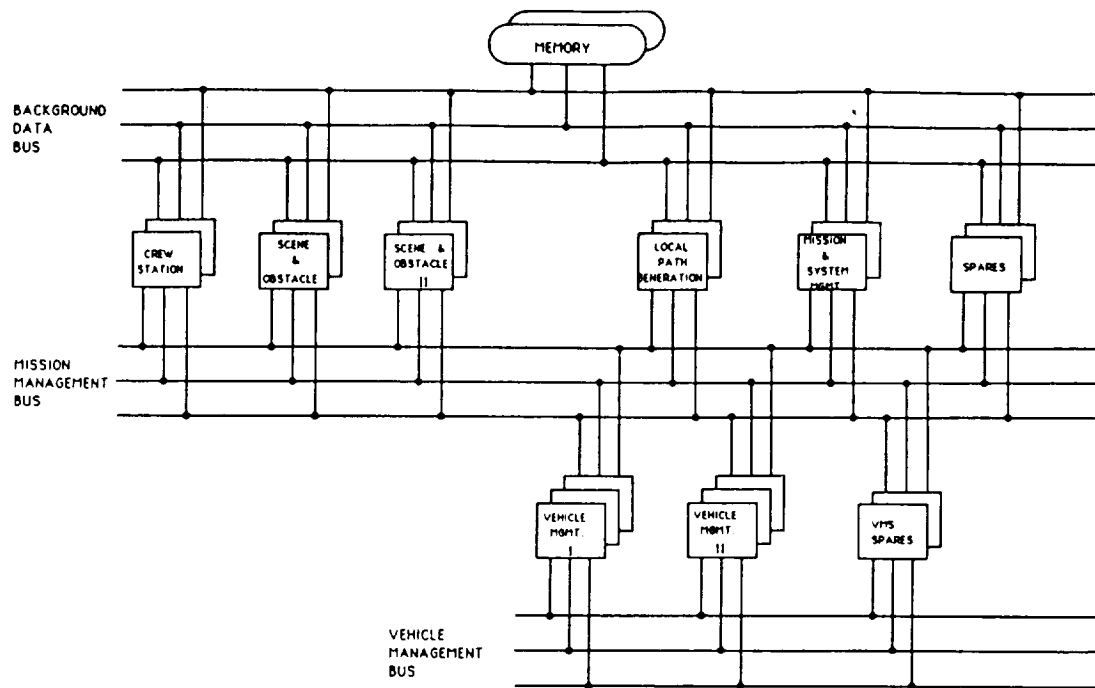 MEMORY
BACKGROUND
DATA
BUS
CREW
STATION
SCENE
&
OBSTACLE
SCENE &
OBSTACLE
II
LOCAL
PATH
GENERATION
MISSION
&
SYSTEM
MGMT.
SPARES
MISSION
MANAGEMENT
BUS
VEHICLE
MGMT.
I
VEHICLE
MGMT.
II
VMS
SPARES
VEHICLE
MANAGEMENT
BUS